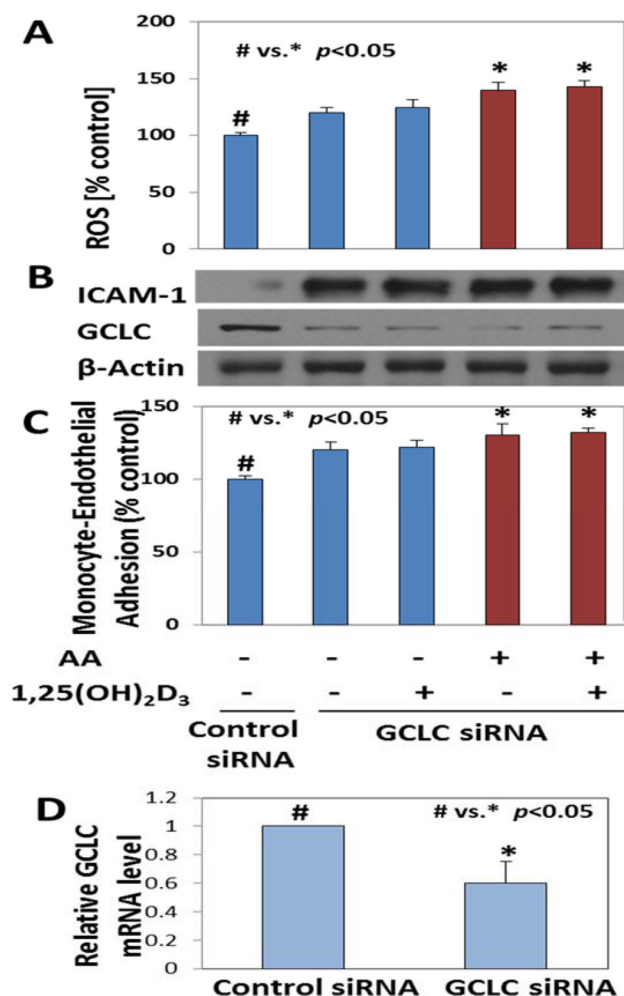 A
# vs.* p<0.05
ROS [% control]
200
150
100
50
0
#
*
*
B
ICAM-1
GCLC
β-Actin
C
# vs.* p<0.05
Monocyte-Endothelial
Adhesion (% control)
150
100
50
0
#
*
*
AA - - - + +
1,25(OH)₂D₃ - - + - +
Control
siRNA
GCLC siRNA
D
# vs.* p<0.05
Relative GCLC
mRNA level
1.2
1
0.8
0.6
0.4
0.2
0
#
*
Control siRNA GCLC siRNA